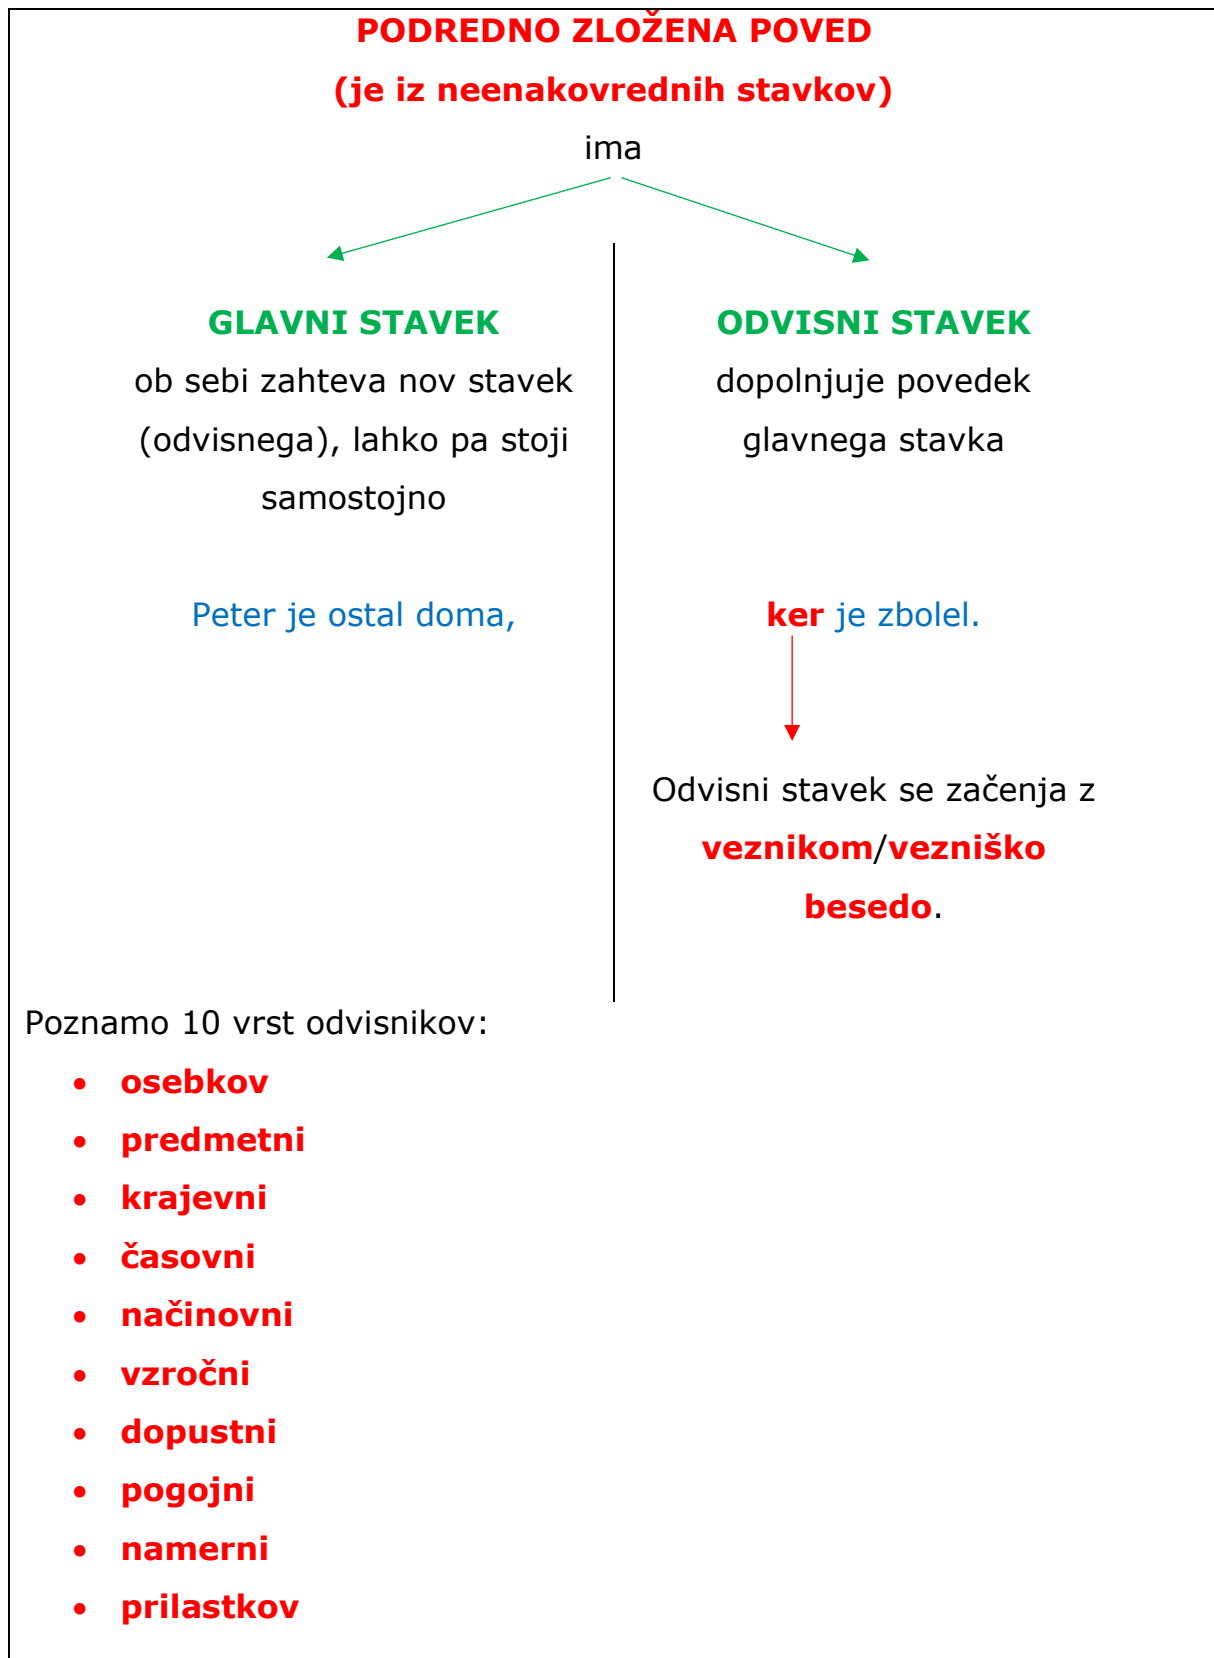 PODREDNO ZLOŽENA POVED
(je iz neenakovrednih stavkov)
ima
GLAVNI STAVEK
ob sebi zahteva nov stavek
(odvisnega), lahko pa stoji
samostojno
Peter je ostal doma,
ODVISNI STAVEK
dopolnjuje povedek
glavnega stavka
ker je zbolel.
Odvisni stavek se začenja z
veznikom/vezniško
besedo.
Poznamo 10 vrst odvisnikov:
• osebkov
• predmetni
• krajevni
• časovni
• načinovni
• vzročni
• dopustni
• pogojni
• namerni
• prilastkov